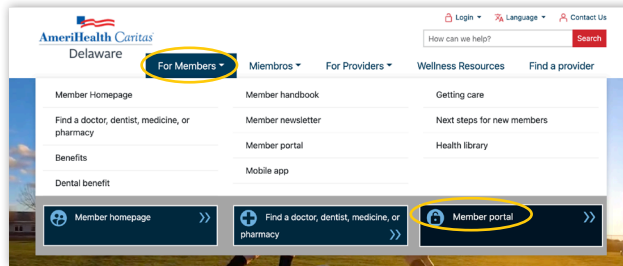 Login Language Contact Us
AmeriHealth Caritas
Delaware
How can we help? Search
For Members Miembros For Providers Wellness Resources Find a provider
Member Homepage Member handbook Getting care
Find a doctor, dentist, medicine, or Member newsletter Next steps for new members
pharmacy
Member portal Health library
Benefits
Mobile app
Dental benefit
Member homepage Find a doctor, dentist, medicine, or Member portal
pharmacy